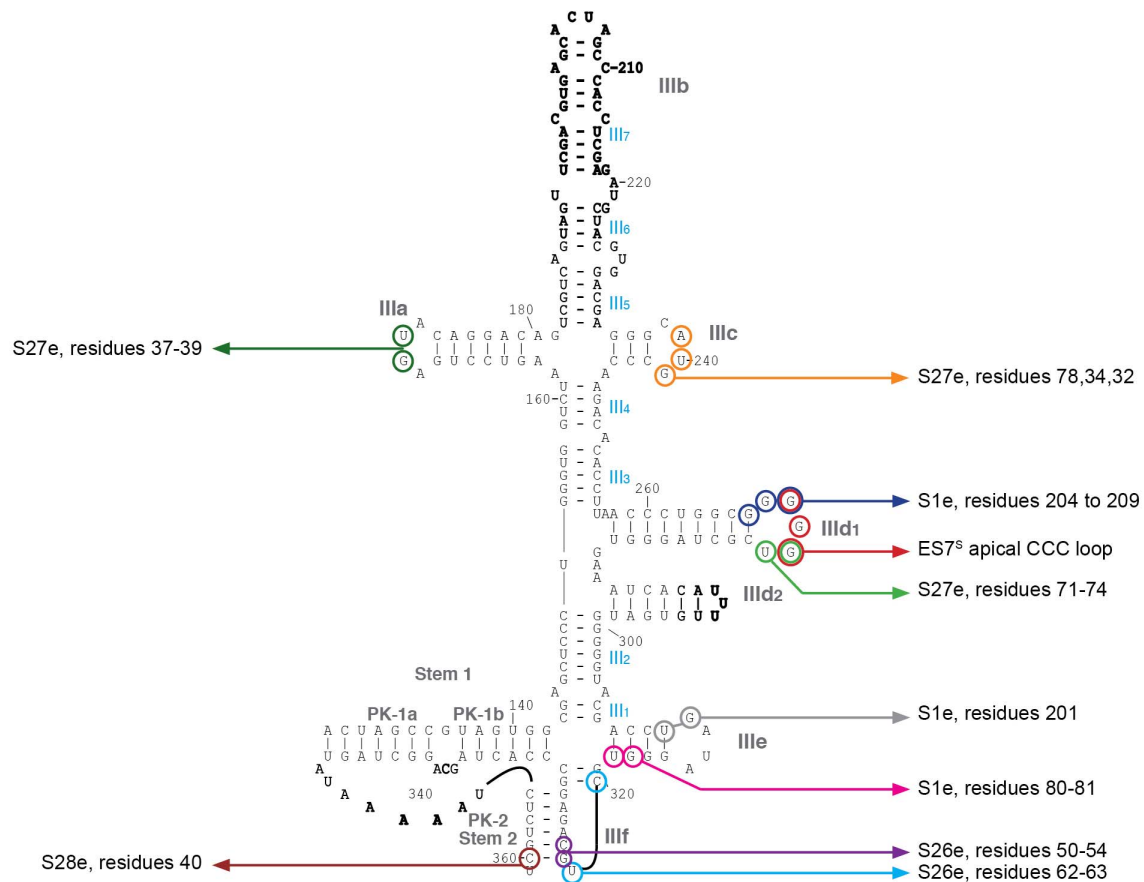 C U
A A
C – G
G – C
A C-210
IIIb
G – C
U – A
G – C
C C
A – U III7
G – C
C – G
U – A G
A-220
U U
G – C G
A – U III6
U – A
G – C G
A U
C – G G
U – A
G – C III5
C – G
U – A
IIIa
180
A
U C A G G A C A G
G G U C C U G A A
A
S27e, residues 37-39
C
G G G A
C C C U-240
G
IIIc
S27e, residues 78,34,32
A A
U – A
160– C – G III4
U – A
G – C
A
G – C
U – A
G – C III3
G – C
G – U
260
U A A C C C U G G C G G G
G
U G G G A U C G C U G
IIId1
S1e, residues 204 to 209
ES7S apical CCC loop
S27e, residues 71-74
U
G
A
A
A U C A C A U U
U
U A G U G U U U
IIId2
C – G
C – G 300
C – G
U – G III2
C – G
G – U
A A
G – C III1
C – G
Stem 1
PK-1a PK-1b 140
A C U A G C C G U A G U G G
U G A U C G G ACG A U C A C C
A U A A A A A U
340
A C C U G A U A
U G G G
IIIe
S1e, residues 201
S1e, residues 80-81
C – G
G – C 320
PK-2
Stem 2
IIIf
360
S28e, residues 40
S26e, residues 50-54
S26e, residues 62-63